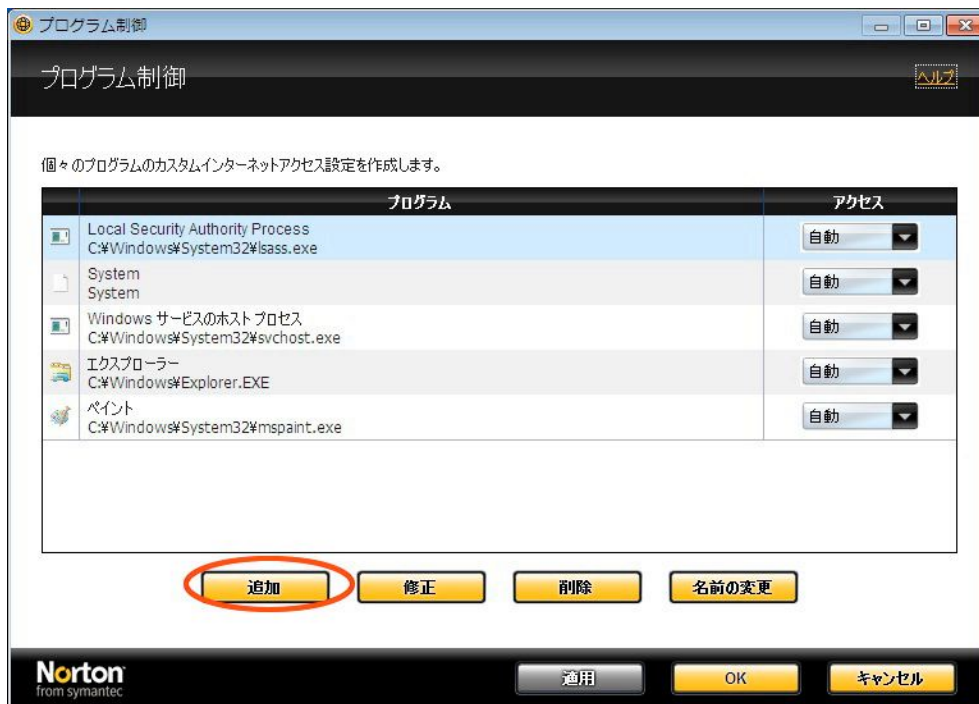 プログラム制御
プログラム制御
ヘルプ
個々のプログラムのカスタムインターネットアクセス設定を作成します。
プログラム アクセス
Local Security Authority Process
C:¥Windows¥System32¥lsass.exe
自動
System
System
自動
Windows サービスのホスト プロセス
C:¥Windows¥System32¥svchost.exe
自動
エクスプローラー
C:¥Windows¥Explorer.EXE
自動
ペイント
C:¥Windows¥System32¥mspaint.exe
自動
追加 修正 削除 名前の変更
Norton
from symantec
適用 OK キャンセル